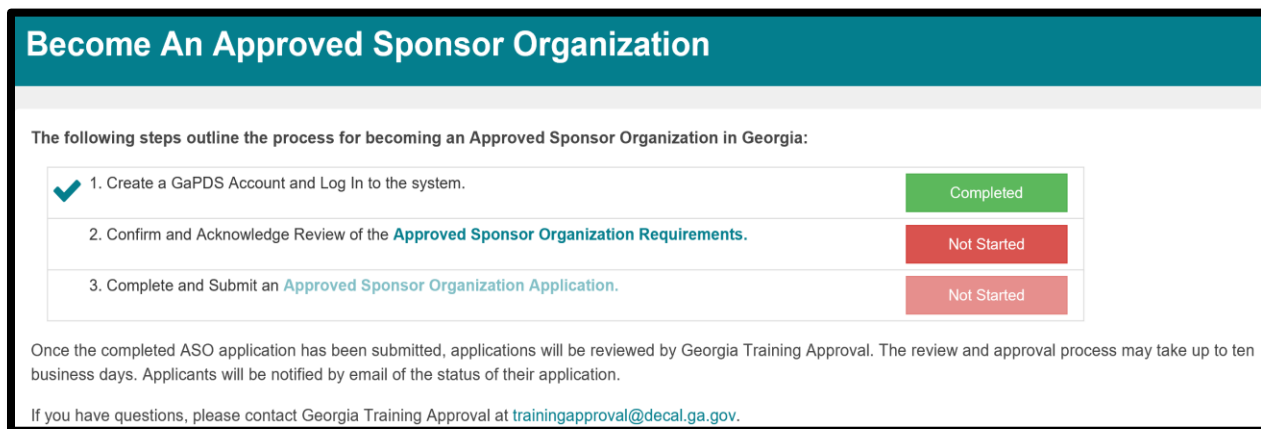 Become An Approved Sponsor Organization
The following steps outline the process for becoming an Approved Sponsor Organization in Georgia:
1. Create a GaPDS Account and Log In to the system.
Completed
2. Confirm and Acknowledge Review of the Approved Sponsor Organization Requirements.
Not Started
3. Complete and Submit an Approved Sponsor Organization Application.
Not Started
Once the completed ASO application has been submitted, applications will be reviewed by Georgia Training Approval. The review and approval process may take up to ten
business days. Applicants will be notified by email of the status of their application.
If you have questions, please contact Georgia Training Approval at trainingapproval@decal.ga.gov.